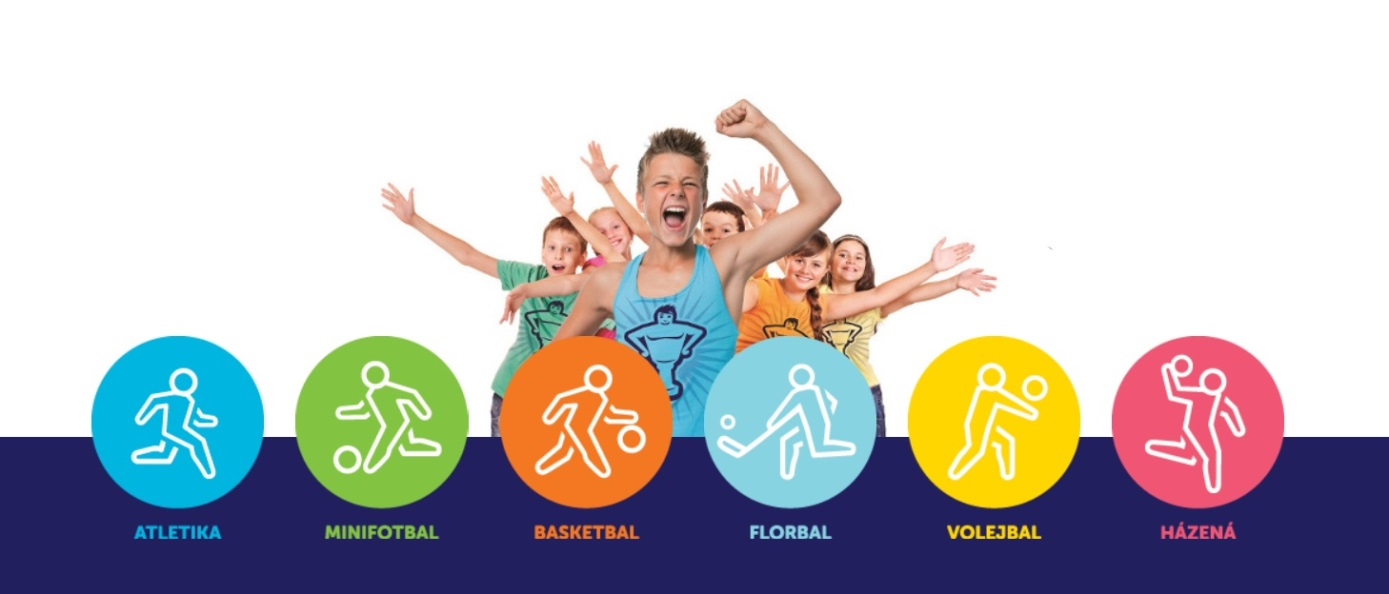 ATLETIKA
MINIFOTBAL
BASKETBAL
FLORBAL
VOLEJBAL
HÁZENÁ